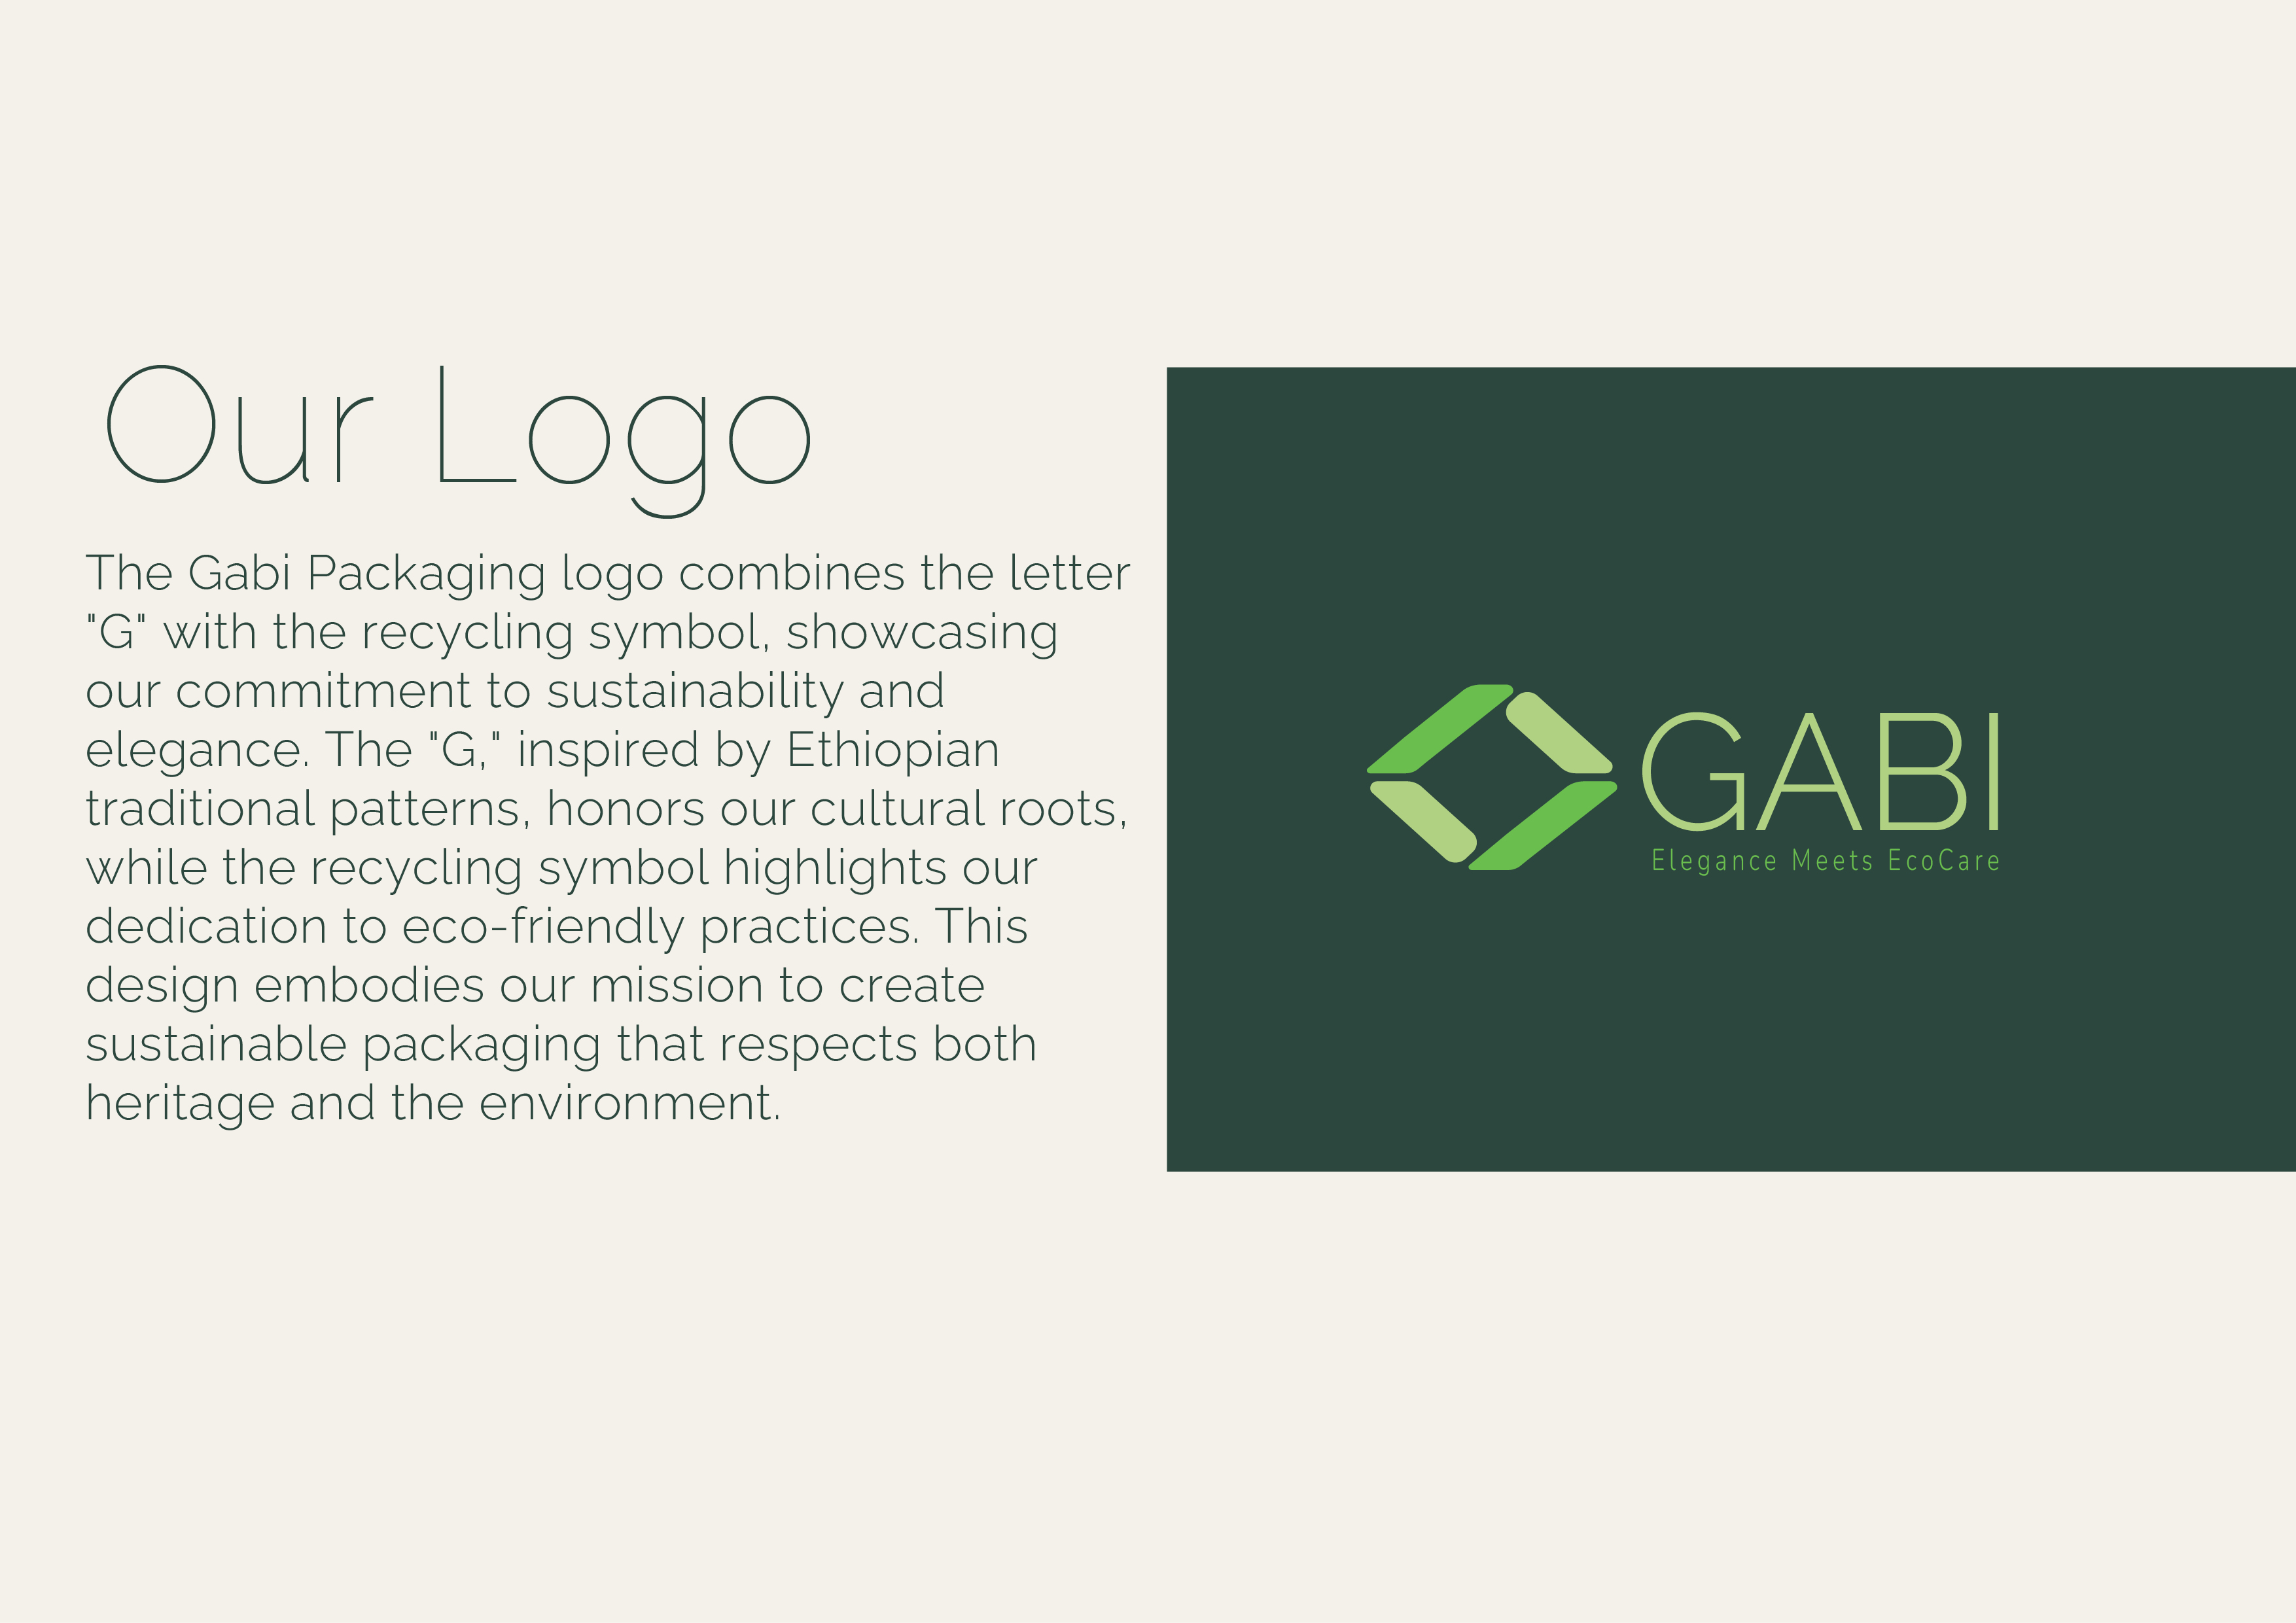 Our Logo
The Gabi Packaging logo combines the letter
"G" with the recycling symbol, showcasing
our commitment to sustainability and
elegance. The "G," inspired by Ethiopian
traditional patterns, honors our cultural roots,
while the recycling symbol highlights our
dedication to eco-friendly practices. This
design embodies our mission to create
sustainable packaging that respects both
heritage and the environment.
GABI
Elegance Meets EcoCare